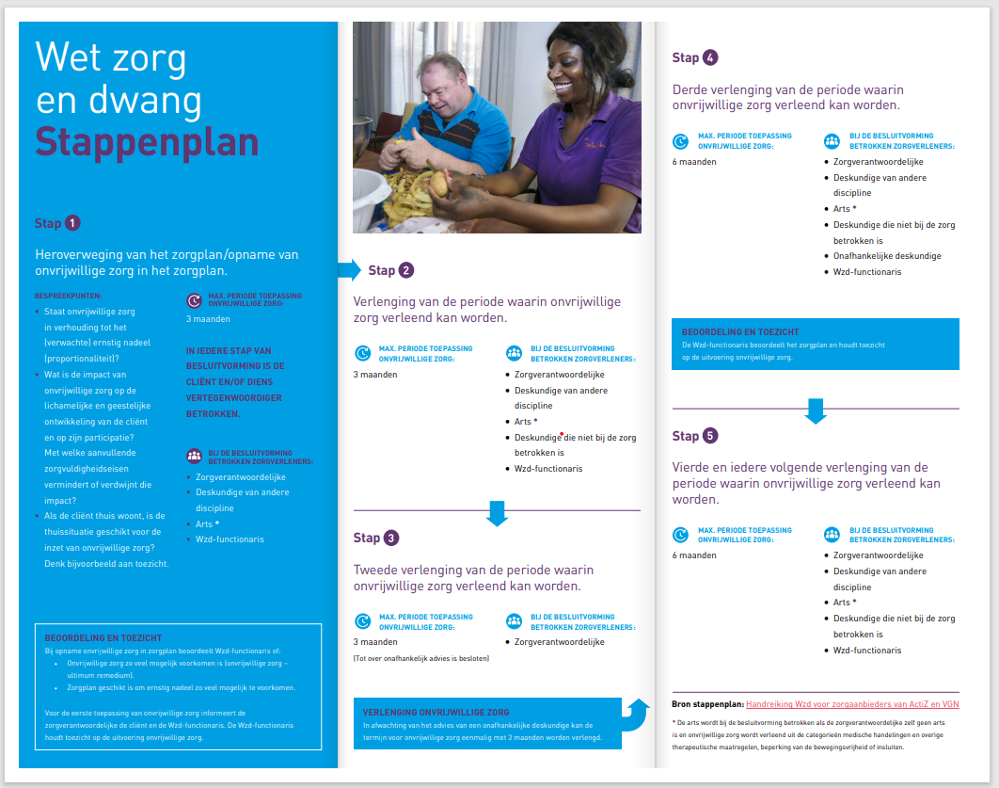 Wet zorg
en dwang
Stappenplan
Stap 1
Heroverweging van het zorgplan/opname van
onvrijwillige zorg in het zorgplan.
BESPREEKPUNTEN:
• Staat onvrijwillige zorg
in verhouding tot het
(verwachte) ernstig nadeel
(proportionaliteit)?
• Wat is de impact van
onvrijwillige zorg op de
lichamelijke en geestelijke
ontwikkeling van de cliënt
en op zijn participatie?
Met welke aanvullende
zorgvuldigheidseisen
vermindert of verdwijnt die
impact?
• Als de cliënt thuis woont, is de
thuissituatie geschikt voor de
inzet van onvrijwillige zorg?
Denk bijvoorbeeld aan toezicht.
MAX. PERIODE TOEPASSING
ONVRIJWILLIGE ZORG:
3 maanden
IN IEDERE STAP VAN
BESLUITVORMING IS DE
CLIËNT EN/OF DIENS
VERTEGENWOORDIGER
BETROKKEN.
BIJ DE BESLUITVORMING
BETROKKEN ZORGVERLENERS:
• Zorgverantwoordelijke
• Deskundige van andere
discipline
• Arts *
• Wzd-functionaris
BEOORDELING EN TOEZICHT
Bij opname onvrijwillige zorg in zorgplan beoordeelt Wzd-functionaris of:
• Onvrijwillige zorg zo veel mogelijk voorkomen is (onvrijwillige zorg –
ultimum remedium).
• Zorgplan geschikt is om ernstig nadeel zo veel mogelijk te voorkomen.
Voor de eerste toepassing van onvrijwillige zorg informeert de
zorgverantwoordelijke de cliënt en de Wzd-functionaris. De Wzd-functionaris
houdt toezicht op de uitvoering onvrijwillige zorg.
Stap 2
Verlenging van de periode waarin onvrijwillige
zorg verleend kan worden.
MAX. PERIODE TOEPASSING
ONVRIJWILLIGE ZORG:
3 maanden
BIJ DE BESLUITVORMING
BETROKKEN ZORGVERLENERS:
• Zorgverantwoordelijke
• Deskundige van andere
discipline
• Arts *
• Deskundige die niet bij de zorg
betrokken is
• Wzd-functionaris
Stap 3
Tweede verlenging van de periode waarin
onvrijwillige zorg verleend kan worden.
MAX. PERIODE TOEPASSING
ONVRIJWILLIGE ZORG:
3 maanden
(Tot over onafhankelijk advies is besloten)
BIJ DE BESLUITVORMING
BETROKKEN ZORGVERLENERS:
• Zorgverantwoordelijke
VERLENGING ONVRIJWILLIGE ZORG
In afwachting van het advies van een onafhankelijke deskundige kan de
termijn voor onvrijwillige zorg eenmalig met 3 maanden worden verlengd.
Stap 4
Derde verlenging van de periode waarin
onvrijwillige zorg verleend kan worden.
MAX. PERIODE TOEPASSING
ONVRIJWILLIGE ZORG:
6 maanden
BIJ DE BESLUITVORMING
BETROKKEN ZORGVERLENERS:
• Zorgverantwoordelijke
• Deskundige van andere
discipline
• Arts *
• Deskundige die niet bij de zorg
betrokken is
• Onafhankelijke deskundige
• Wzd-functionaris
BEOORDELING EN TOEZICHT
De Wzd-functionaris beoordeelt het zorgplan en houdt toezicht
op de uitvoering onvrijwillige zorg.
Stap 5
Vierde en iedere volgende verlenging van de
periode waarin onvrijwillige zorg verleend kan
worden.
MAX. PERIODE TOEPASSING
ONVRIJWILLIGE ZORG:
6 maanden
BIJ DE BESLUITVORMING
BETROKKEN ZORGVERLENERS:
• Zorgverantwoordelijke
• Deskundige van andere
discipline
• Arts *
• Deskundige die niet bij de zorg
betrokken is
• Wzd-functionaris
Bron stappenplan: Handreiking Wzd voor zorgaanbieders van ActiZ en VGN
* De arts wordt bij de besluitvorming betrokken als de zorgverantwoordelijke zelf geen arts
is en onvrijwillige zorg wordt verleend uit de categorieën medische handelingen en overige
therapeutische maatregelen, beperking van de bewegingsvrijheid of insluiten.